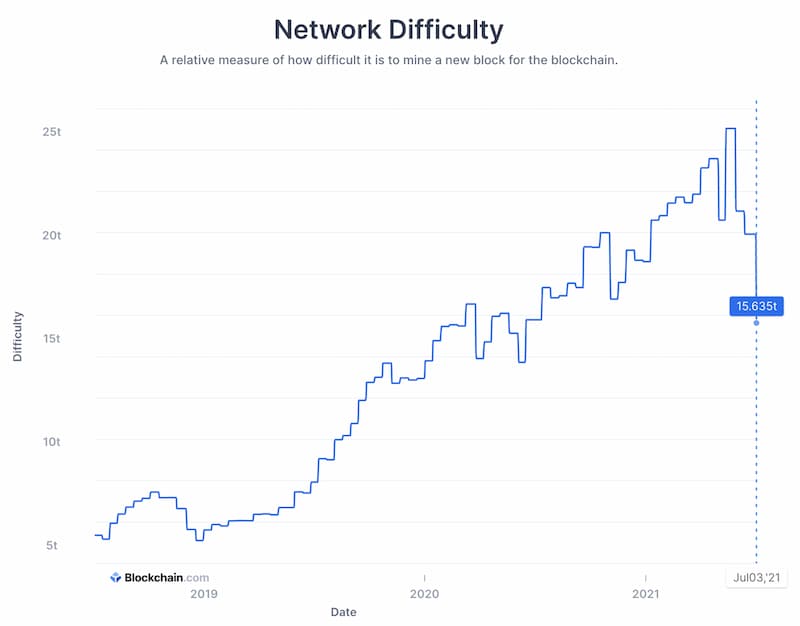 Network Difficulty
A relative measure of how difficult it is to mine a new block for the blockchain.
25t
20t
15.635t
15t
Difficulty
10t
5t
Blockchain.com
Jul03,'21
2019
2020
2021
Date